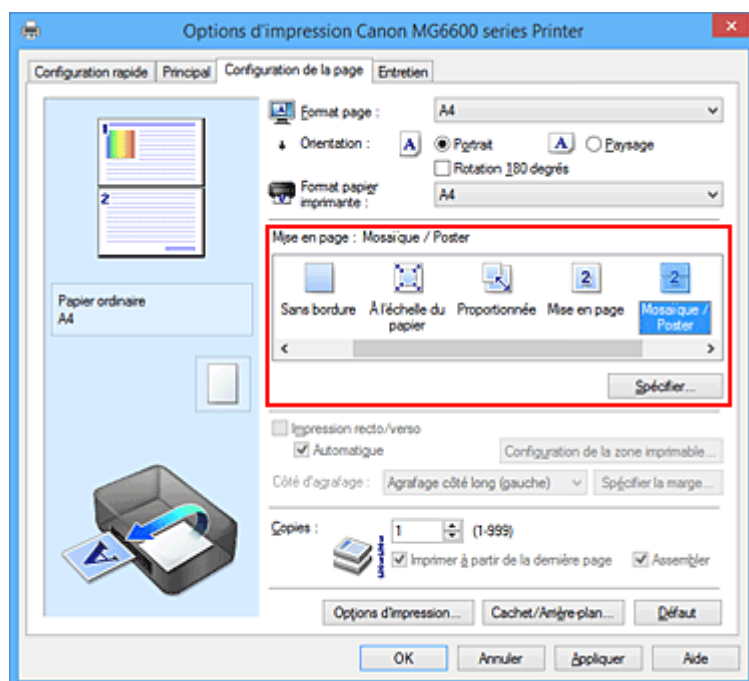 Options d'impression Canon MG6600 series Printer
Configuration rapide Principal Configuration de la page Entretien
1
2
Papier ordinaire
A4
Format page : A4
Orientation : A Portrait A Paysage
Rotation 180 degrés
Format papier imprimante : A4
Mise en page : Mosaïque / Poster
Sans bordure
À l'échelle du papier
Proportionnée
2
Mise en page
2
Mosaïque / Poster
Spécifier...
Impression recto/verso
Automatique
Configuration de la zone imprimable...
Côté d'agrafage : Agrafage côté long (gauche) Spécifier la marge...
Copies : 1 (1-999)
Imprimer à partir de la dernière page Assembler
A
Options d'impression... Cachet/Arrière-plan... Défaut
OK Annuler Appliquer Aide